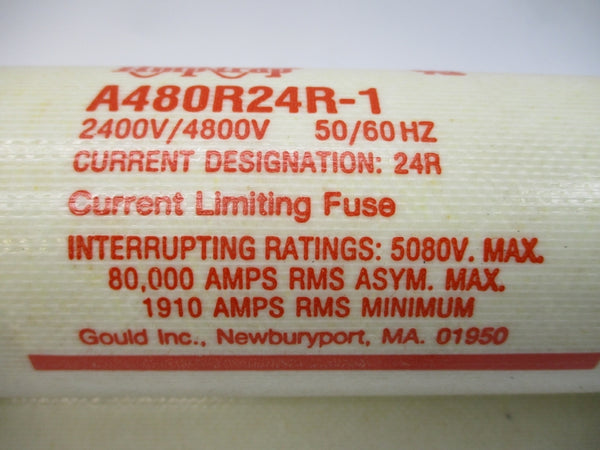 A480R24R-1
2400V/4800V 50/60 HZ
CURRENT DESIGNATION: 24R
Current Limiting Fuse
INTERRUPTING RATINGS: 5080V. MAX.
80,000 AMPS RMS ASYM. MAX.
1910 AMPS RMS MINIMUM
Gould Inc., Newburyport, MA. 01950